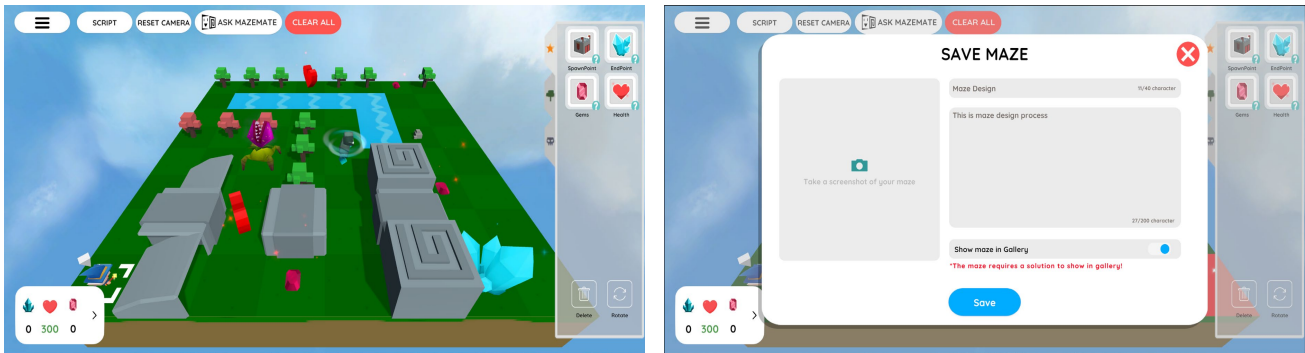 SCRIPT
RESET CAMERA
ASK MAZEMATE
CLEAR ALL
SpawnPoint
EndPoint
Gems
Health
0 300 0
Delete
Rotate
SCRIPT
RESET CAMERA
ASK MAZEMATE
CLEAR ALL
SAVE MAZE
Maze Design
11/40 character
This is maze design process
Take a screenshot of your maze
27/200 character
Show maze in Gallery
*The maze requires a solution to show in gallery!
Save
SpawnPoint
EndPoint
Gems
Health
0 300 0
Delete
Rotate